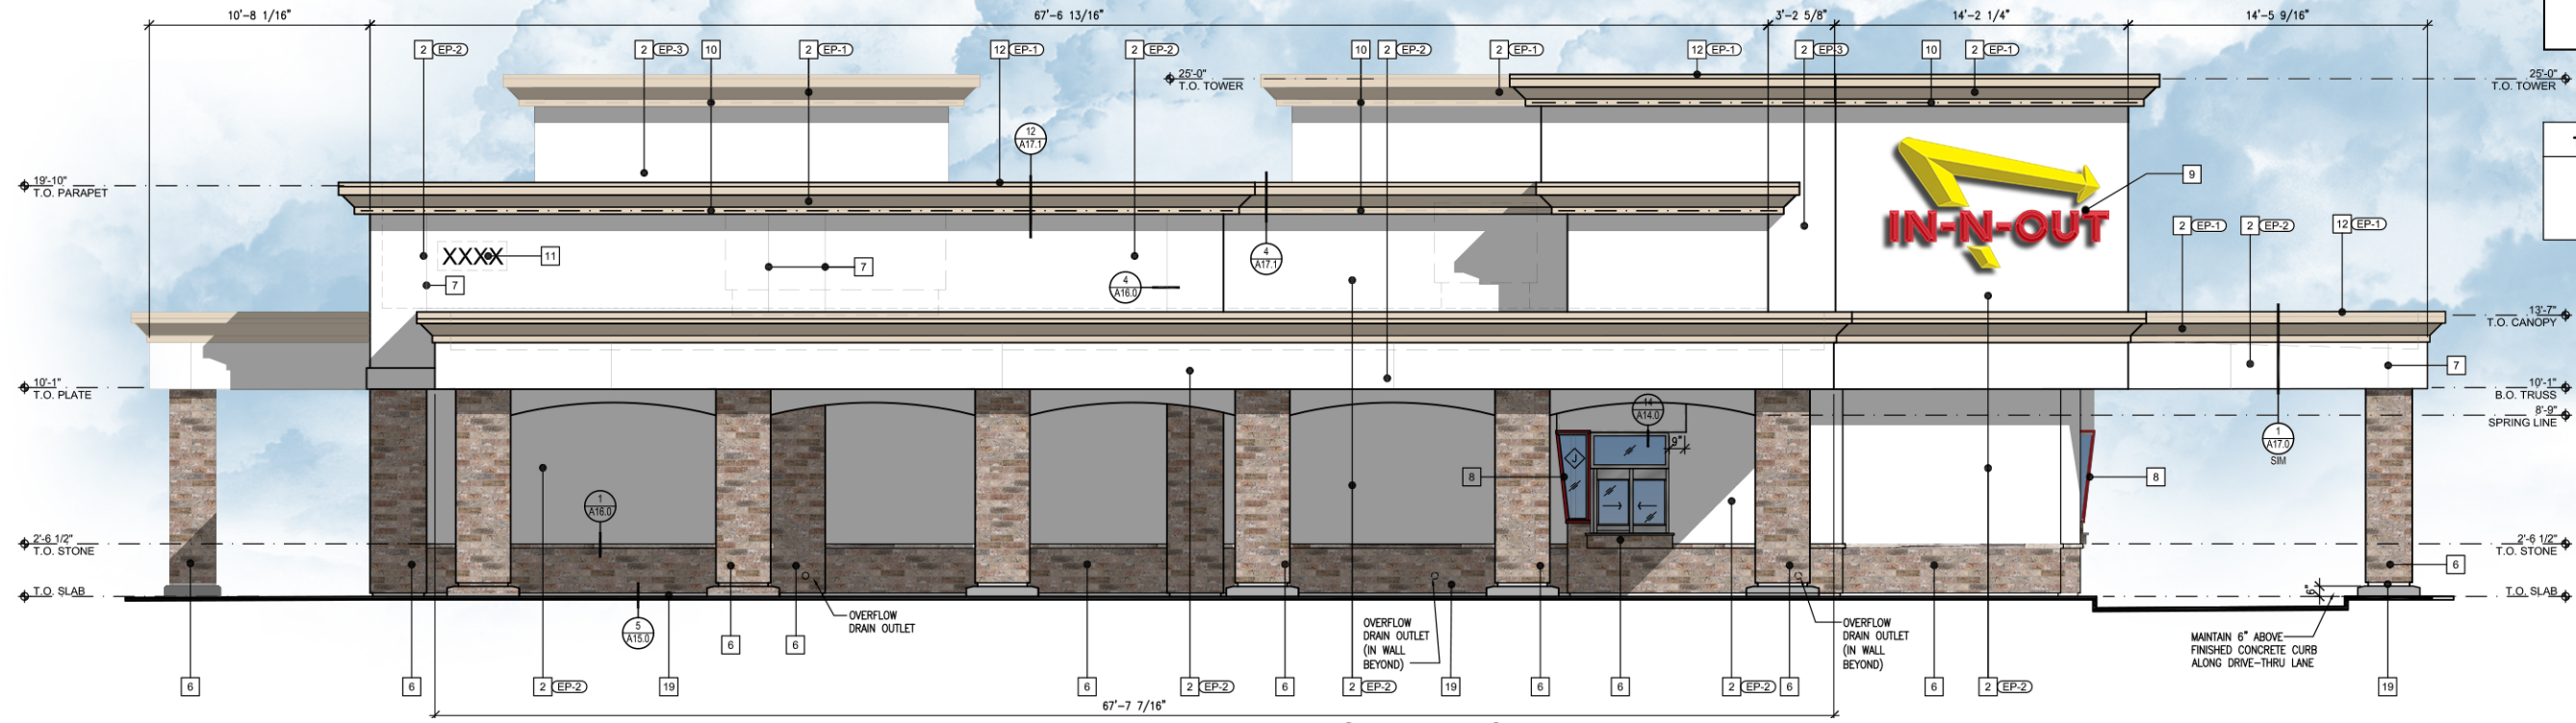 10'-8 1/16"
67'-6 13/16"
3'-2 5/8"
14'-2 1/4"
14'-5 9/16"
2 EP-2
2 EP-3
10
2 EP-1
12 EP-1
2 EP-2
10
2 EP-2
2 EP-1
12 EP-1
2 EP-3
10
2 EP-1
25'-0"
T.O. TOWER
25'-0"
T.O. TOWER
12
A17.1
19'-10"
T.O. PARAPET
9
IN-N-OUT
2 EP-1
2 EP-2
12 EP-1
XXXX
11
7
7
4
A16.0
4
A17.1
13'-7"
T.O. CANOPY
7
10'-1"
T.O. PLATE
10'-1"
B.O. TRUSS
8'-9"
SPRING LINE
14
A14.0
9"
J
1
A17.0
SIM
8
8
1
A16.0
2'-6 1/2"
T.O. STONE
2'-6 1/2"
T.O. STONE
6
T.O. SLAB
6"
T.O. SLAB
OVERFLOW
DRAIN OUTLET
OVERFLOW
DRAIN OUTLET
(IN WALL
BEYOND)
OVERFLOW
DRAIN OUTLET
(IN WALL
BEYOND)
MAINTAIN 6" ABOVE
FINISHED CONCRETE CURB
ALONG DRIVE-THRU LANE
5
A15.0
6
6
6
6
2 EP-2
19
6
2 EP-2
6
2 EP-2
19
6
6
2 EP-2
6
6
2 EP-2
19
67'-7 7/16"